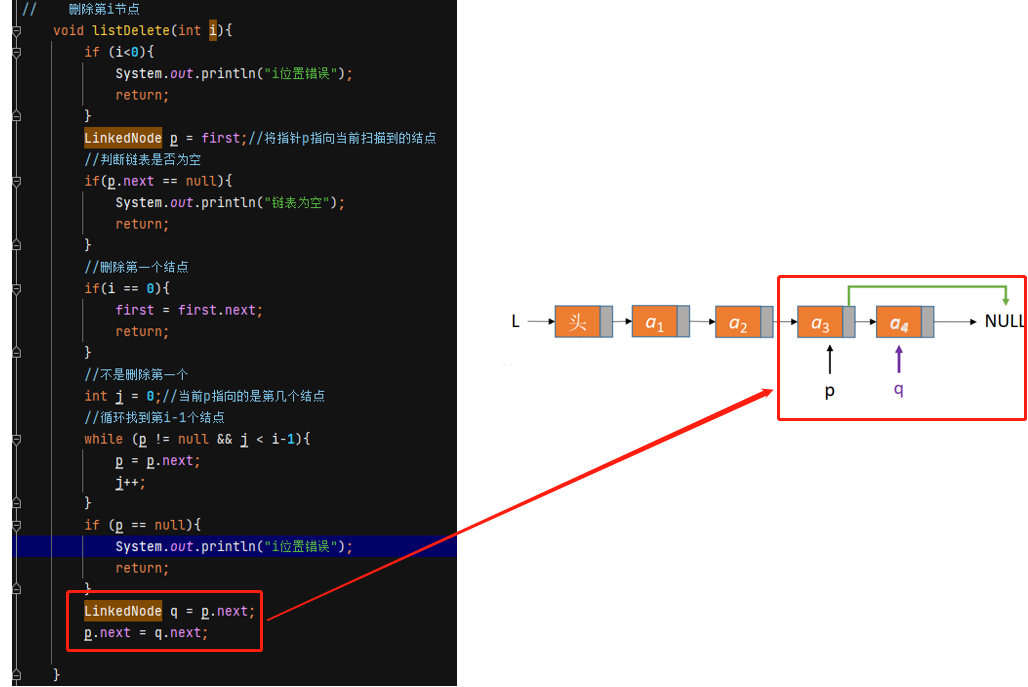 //    删除第i节点
void listDelete(int i){
if (i<0){
System.out.println("i位置错误");
return;
}
LinkedNode p = first;//将指针p指向当前扫描到的结点
//判断链表是否为空
if(p.next == null){
System.out.println("链表为空");
return;
}
//删除第一个结点
if(i == 0){
first = first.next;
return;
}
//不是删除第一个
int j = 0;//当前p指向的是第几个结点
//循环找到第i-1个结点
while (p != null && j < i-1){
p = p.next;
j++;
}
if (p == null){
System.out.println("i位置错误");
return;
}
LinkedNode q = p.next;
p.next = q.next;
}
L 头 a1 a2 a3 a4 NULL
p q